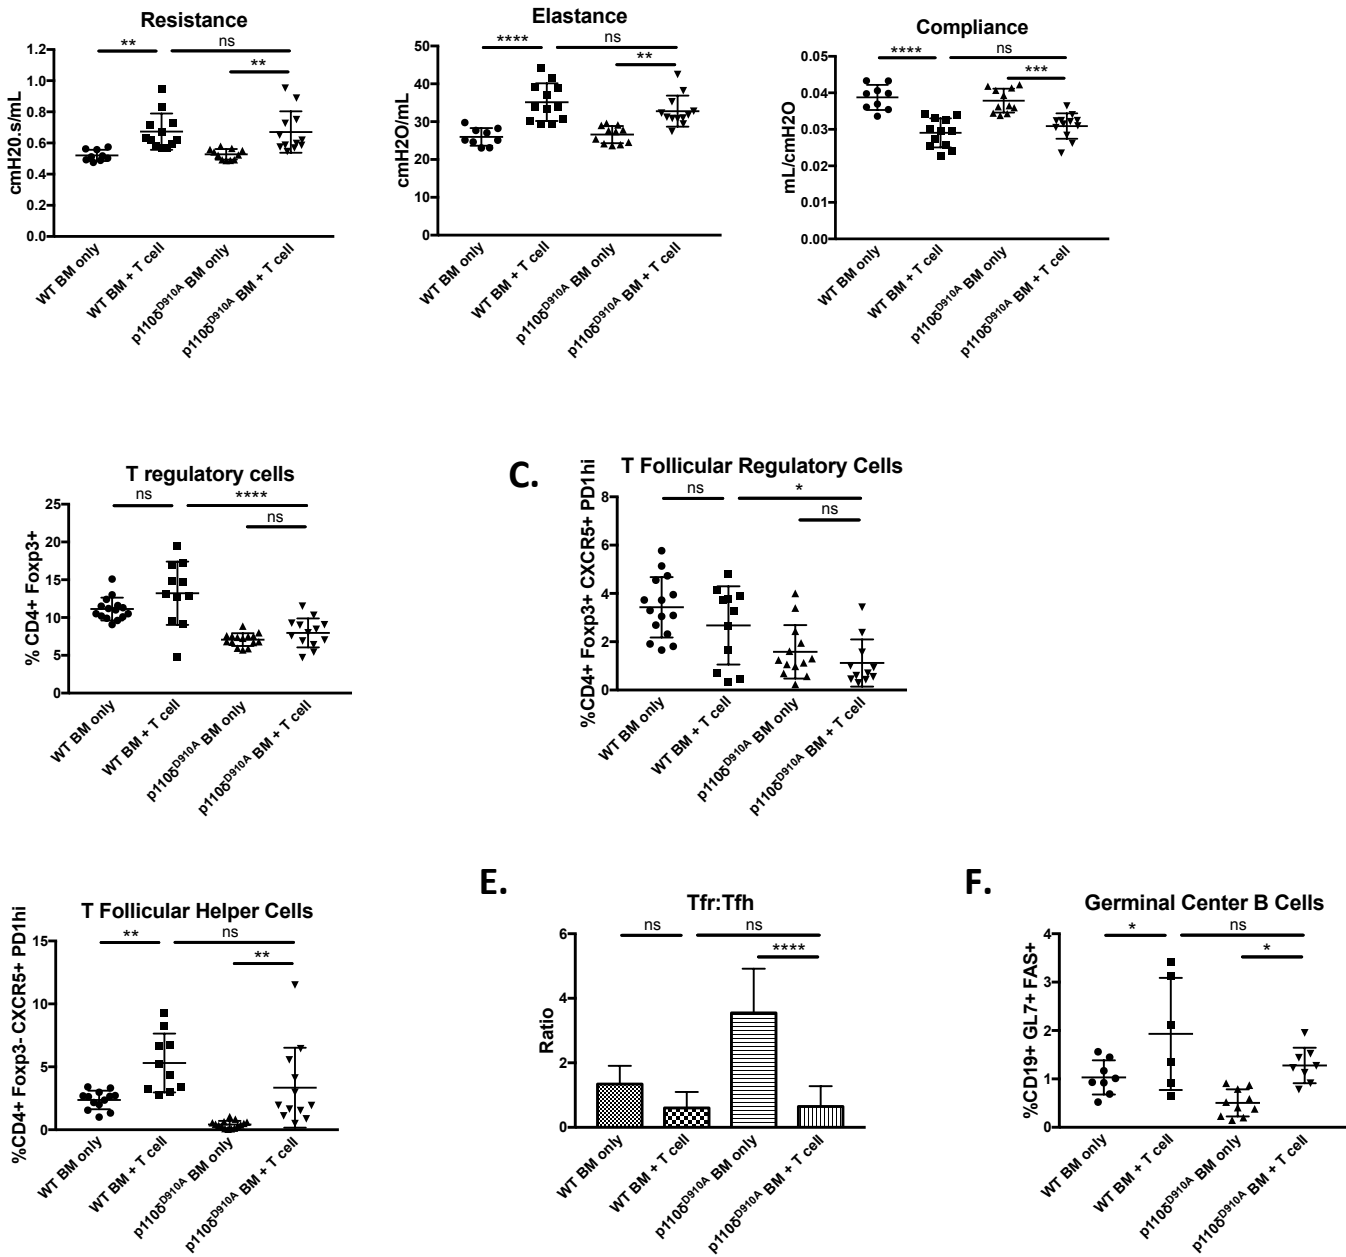 Resistance
** ns
**
1.2
1.0
0.8
0.6
0.4
0.2
0.0
cmH20.s/mL
WT BM only
WT BM + T cell
p110δD910A BM only
p110δD910A BM + T cell
Elastance
**** ns
**
50
40
30
20
10
0
cmH2O/mL
WT BM only
WT BM + T cell
p110δD910A BM only
p110δD910A BM + T cell
Compliance
**** ns
***
0.05
0.04
0.03
0.02
0.01
0.00
mL/cmH2O
WT BM only
WT BM + T cell
p110δD910A BM only
p110δD910A BM + T cell
T regulatory cells
ns ****
ns
25
20
15
10
5
0
% CD4+ Foxp3+
WT BM only
WT BM + T cell
p110δD910A BM only
p110δD910A BM + T cell
C.
T Follicular Regulatory Cells
ns *
ns
8
6
4
2
0
%CD4+ Foxp3+ CXCR5+ PD1hi
WT BM only
WT BM + T cell
p110δD910A BM only
p110δD910A BM + T cell
T Follicular Helper Cells
** ns
**
15
10
5
0
%CD4+ Foxp3- CXCR5+ PD1hi
WT BM only
WT BM + T cell
p110δD910A BM only
p110δD910A BM + T cell
E.
Tfr:Tfh
ns ns
****
6
4
2
0
Ratio
WT BM only
WT BM + T cell
p110δD910A BM only
p110δD910A BM + T cell
F.
Germinal Center B Cells
* ns
*
4
3
2
1
0
%CD19+ GL7+ FAS+
WT BM only
WT BM + T cell
p110δD910A BM only
p110δD910A BM + T cell